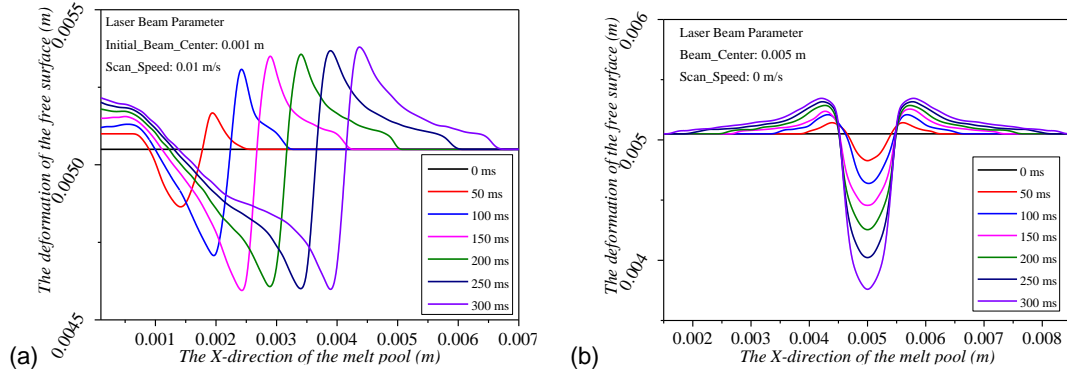 Laser Beam Parameter
Initial_Beam_Center: 0.001 m
Scan_Speed: 0.01 m/s
The deformation of the free surface (m)
0.0055
0.0050
0.0045
0 ms
50 ms
100 ms
150 ms
200 ms
250 ms
300 ms
0.001 0.002 0.003 0.004 0.005 0.006 0.007
(a) The X-direction of the melt pool (m)
Laser Beam Parameter
Beam_Center: 0.005 m
Scan_Speed: 0 m/s
The deformation of the free surface (m)
0.006
0.005
0.004
0 ms
50 ms
100 ms
150 ms
200 ms
250 ms
300 ms
0.002 0.003 0.004 0.005 0.006 0.007 0.008
(b) The X-direction of the melt pool (m)